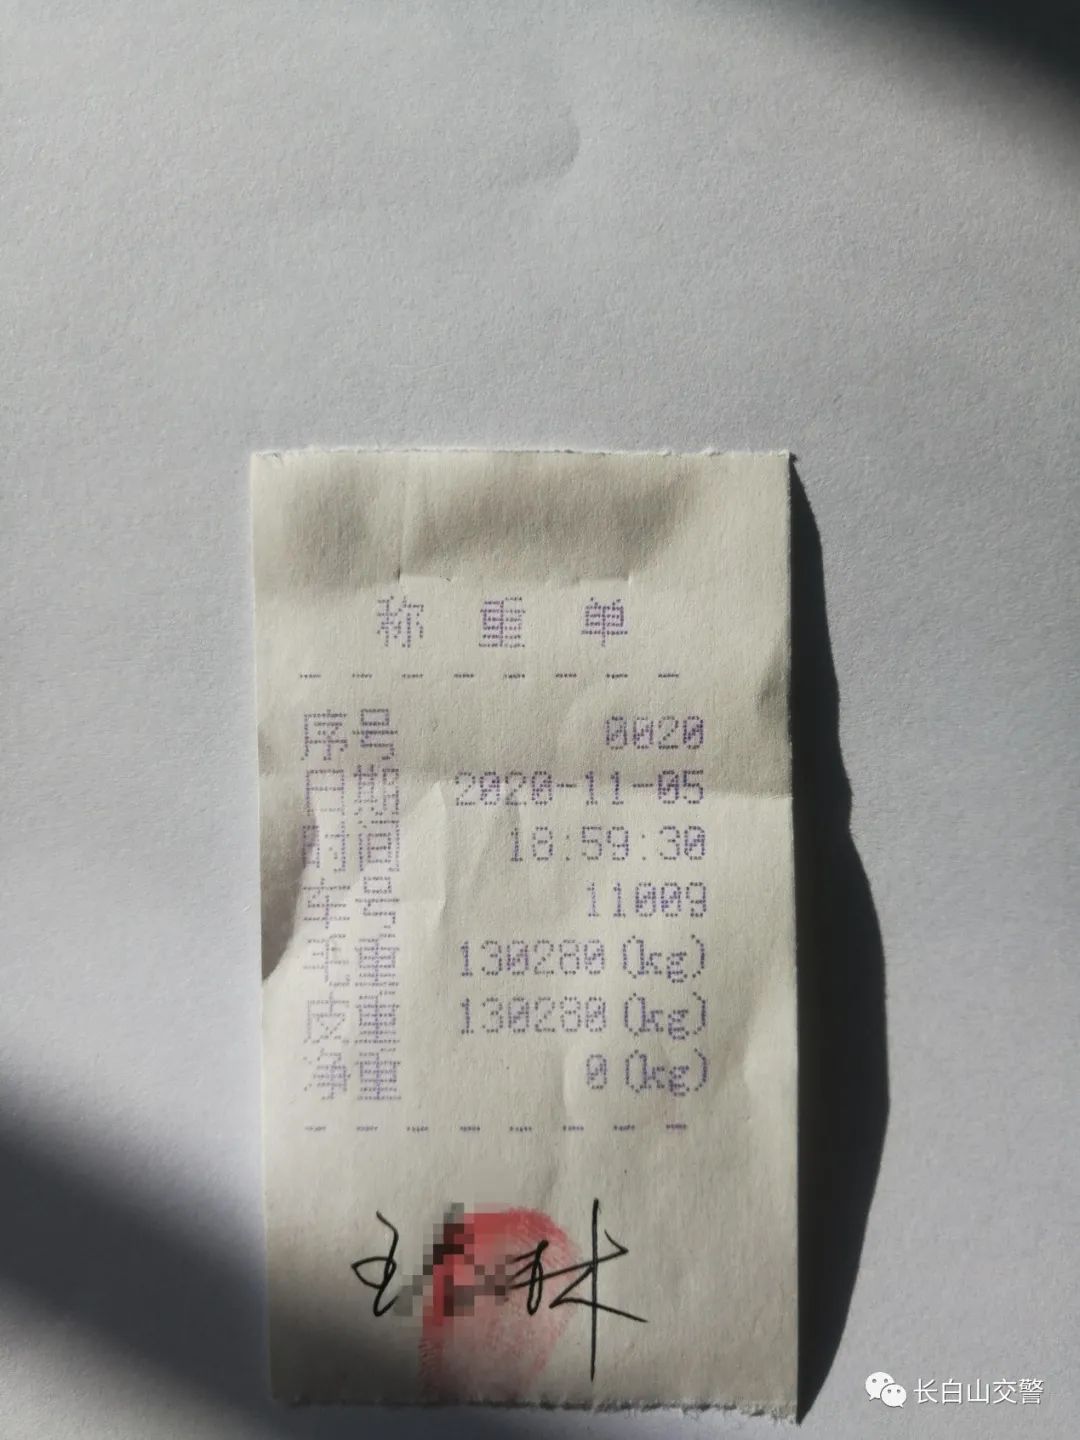 称 重 单
序号 0020
日期 2020-11-05
时间 18:59:30
车号 11009
毛重 130280(kg)
皮重 130280(kg)
净重 0(kg)
长白山交警